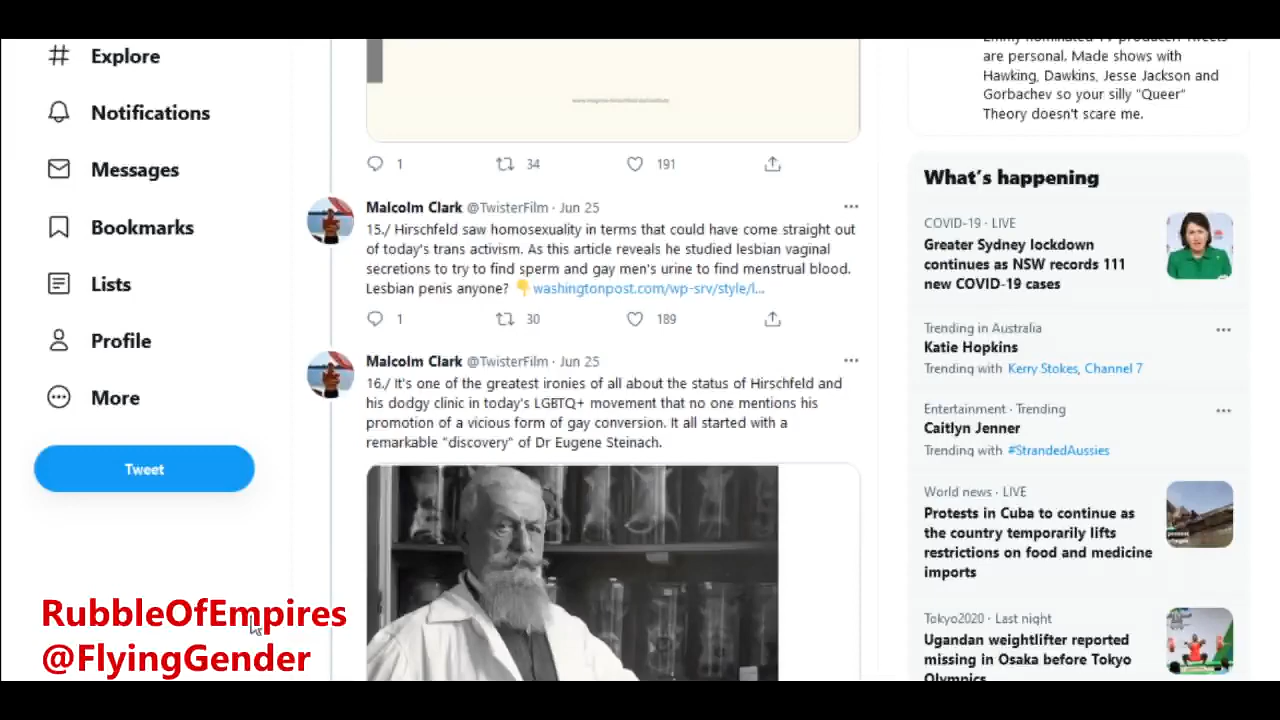 Explore
Notifications
Messages
Bookmarks
Lists
Profile
More
Tweet
RubbleOfEmpires
@FlyingGender
1 34 191
Malcolm Clark @TwisterFilm · Jun 25
15./ Hirschfeld saw homosexuality in terms that could have come straight out
of today's trans activism. As this article reveals he studied lesbian vaginal
secretions to try to find sperm and gay men's urine to find menstrual blood.
Lesbian penis anyone? 👇 washingtonpost.com/wp-srv/style/l...
1 30 189
Malcolm Clark @TwisterFilm · Jun 25
16./ It's one of the greatest ironies of all about the status of Hirschfeld and
his dodgy clinic in today's LGBTQ+ movement that no one mentions his
promotion of a vicious form of gay conversion. It all started with a
remarkable "discovery" of Dr Eugene Steinach.
are personal. Made shows with
Hawking, Dawkins, Jesse Jackson and
Gorbachev so your silly "Queer"
Theory doesn't scare me.
What's happening
COVID-19 · LIVE
Greater Sydney lockdown
continues as NSW records 111
new COVID-19 cases
Trending in Australia
Katie Hopkins
Trending with Kerry Stokes, Channel 7
Entertainment · Trending
Caitlyn Jenner
Trending with #StrandedAussies
World news · LIVE
Protests in Cuba to continue as
the country temporarily lifts
restrictions on food and medicine
imports
Tokyo2020 · Last night
Ugandan weightlifter reported
missing in Osaka before Tokyo
Olympics